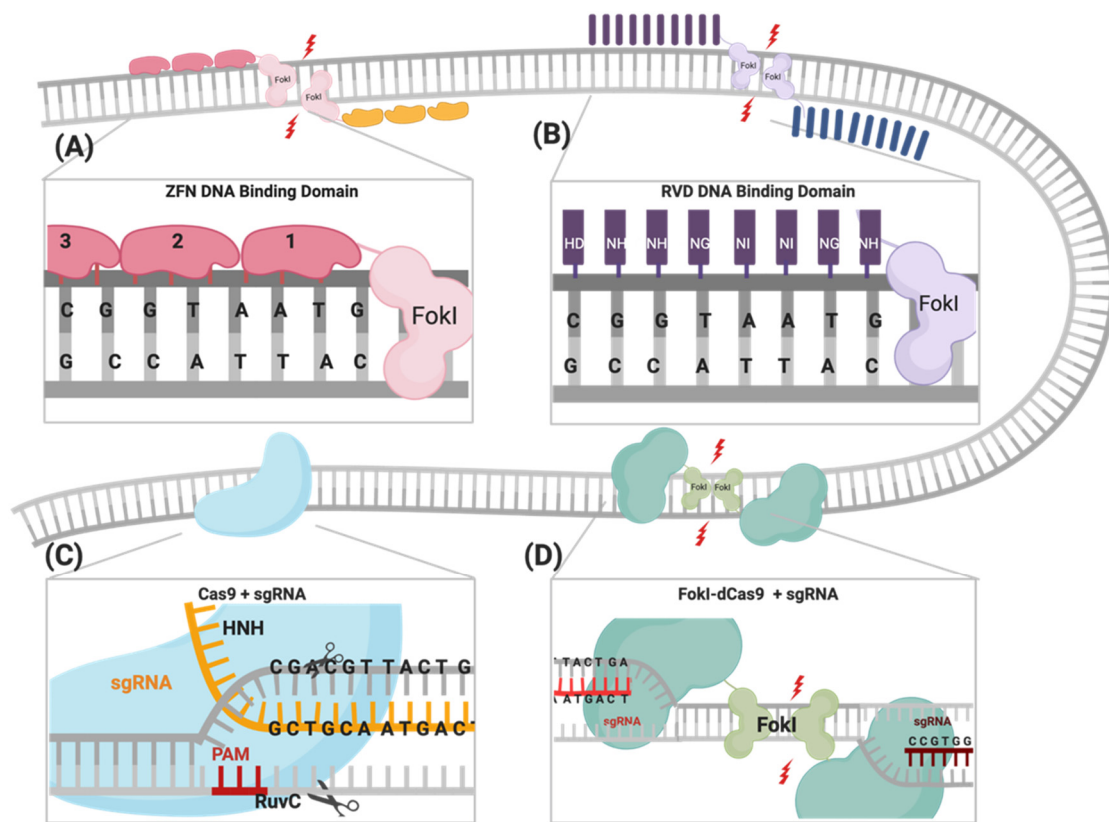 FokI
FokI
FokI
FokI
(A)
(B)
ZFN DNA Binding Domain
3 2 1
C G G T A A T G
FokI
G C C A T T A C
RVD DNA Binding Domain
HD NH NH NG NI NI NG NH
C G G T A A T G
FokI
G C C A T T A C
FokI FokI
(C)
(D)
Cas9 + sgRNA
HNH
sgRNA
C G A C G T T A C T G
G C T G C A A T G A C T
PAM
RuvC
FokI-dCas9 + sgRNA
A T A C T G A
A A T G A C T
sgRNA
FokI
sgRNA
C C G T G G